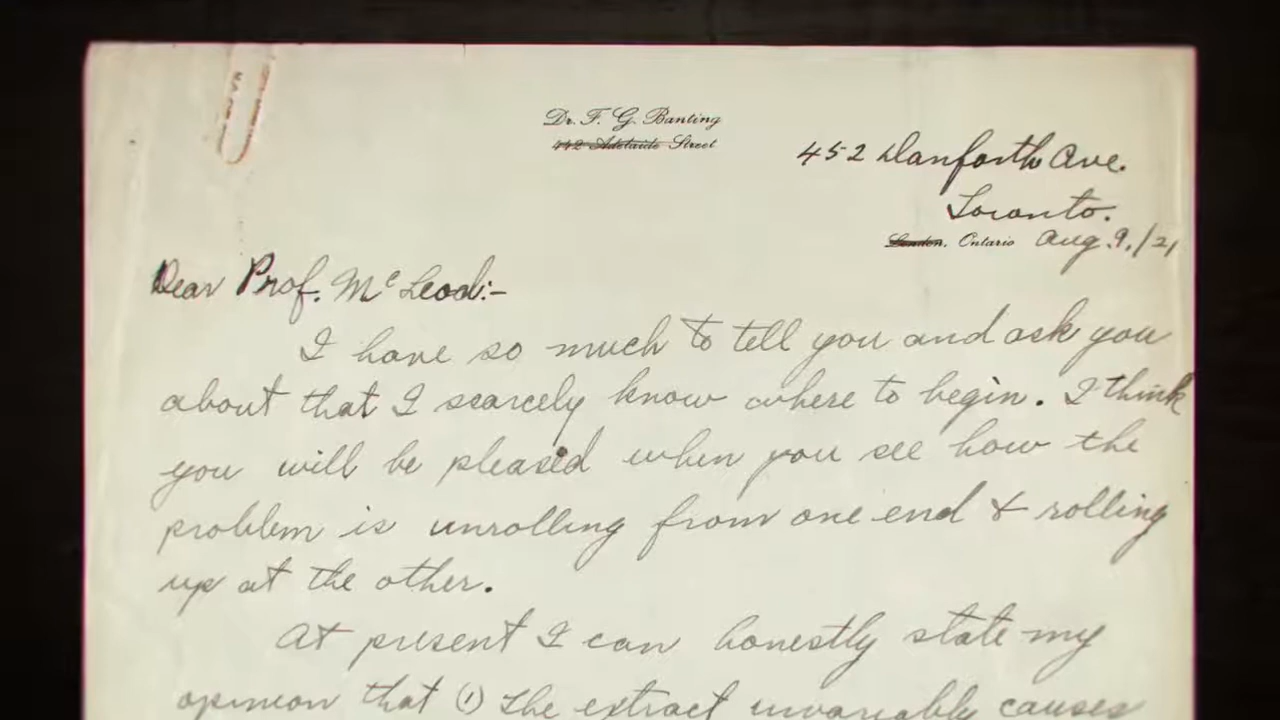 Dr. F. G. Banting
442 Adelaide Street
452 Danforth Ave.
Toronto.
London, Ontario Aug. 9./21
Dear Prof. McLeod:-
I have so much to tell you and ask you
about that I scarcely know where to begin. I think
you will be pleased when you see how the
problem is unrolling from one end & rolling
up at the other.
At present I can honestly state my
opinion that (1) The extract invariably causes